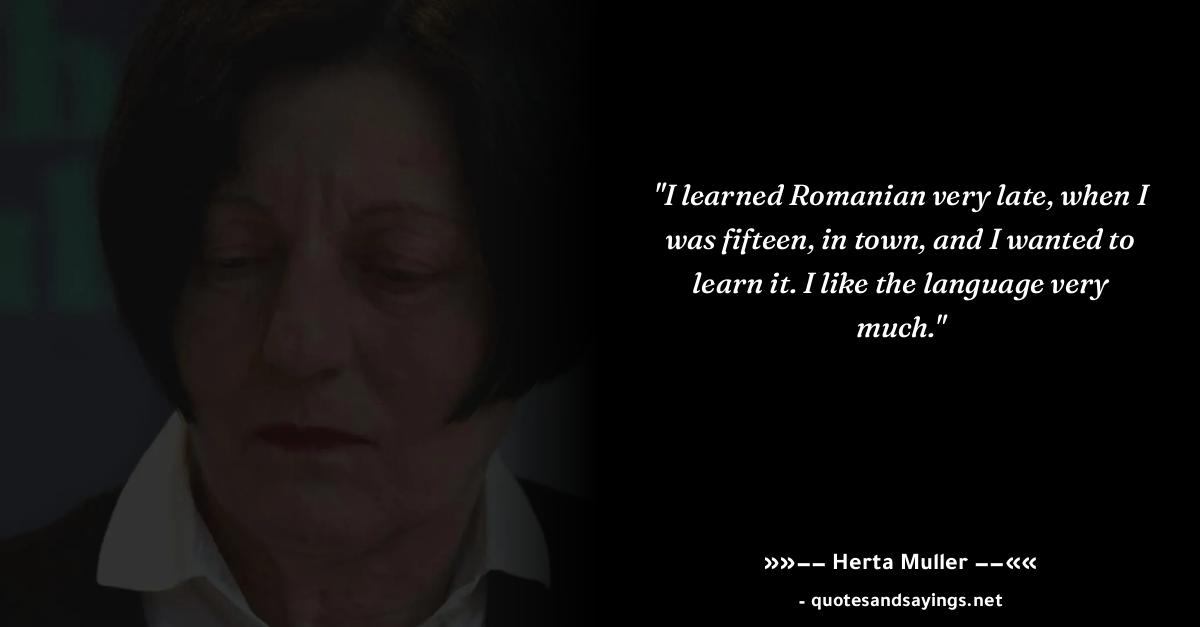 "I learned Romanian very late, when I
was fifteen, in town, and I wanted to
learn it. I like the language very
much."
»»−− Herta Muller −−««
- quotesandsayings.net